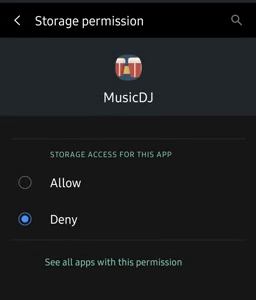 Storage permission
MusicDJ
STORAGE ACCESS FOR THIS APP
Allow
Deny
See all apps with this permission